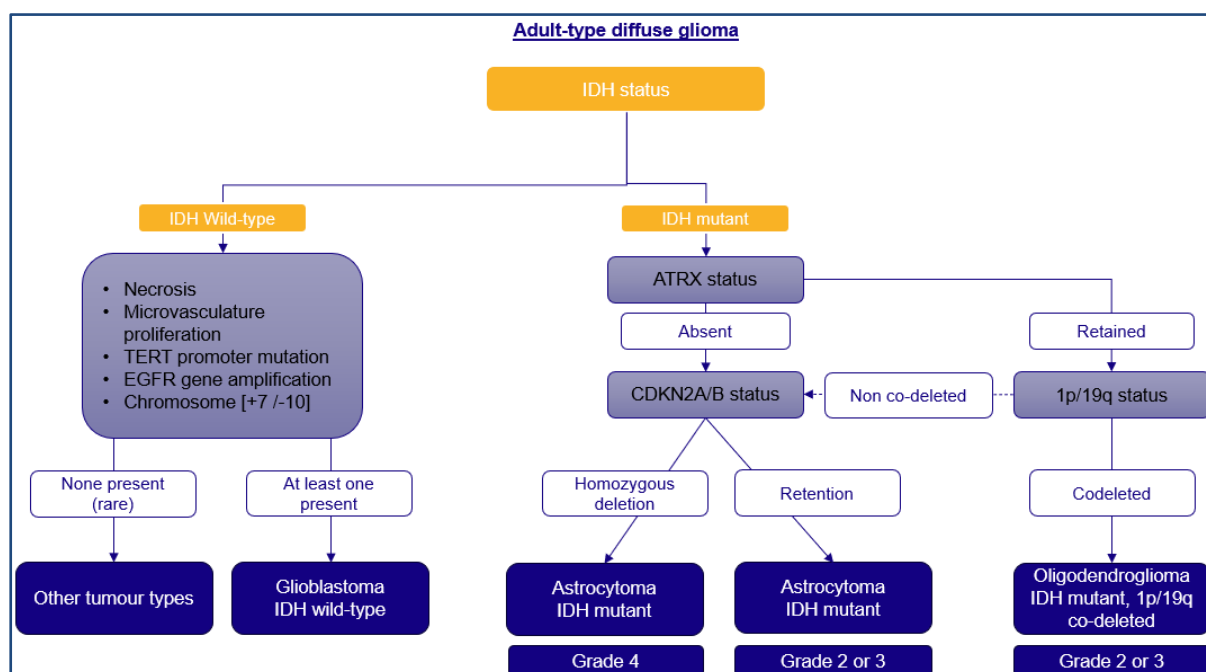 Adult-type diffuse glioma
IDH status
IDH Wild-type
IDH mutant
• Necrosis
• Microvasculature
proliferation
• TERT promoter mutation
• EGFR gene amplification
• Chromosome [+7 /-10]
ATRX status
Absent
Retained
CDKN2A/B status
Non co-deleted
1p/19q status
None present
(rare)
At least one
present
Homozygous
deletion
Retention
Codeleted
Other tumour types
Glioblastoma
IDH wild-type
Astrocytoma
IDH mutant
Astrocytoma
IDH mutant
Oligodendroglioma
IDH mutant, 1p/19q
co-deleted
Grade 4
Grade 2 or 3
Grade 2 or 3